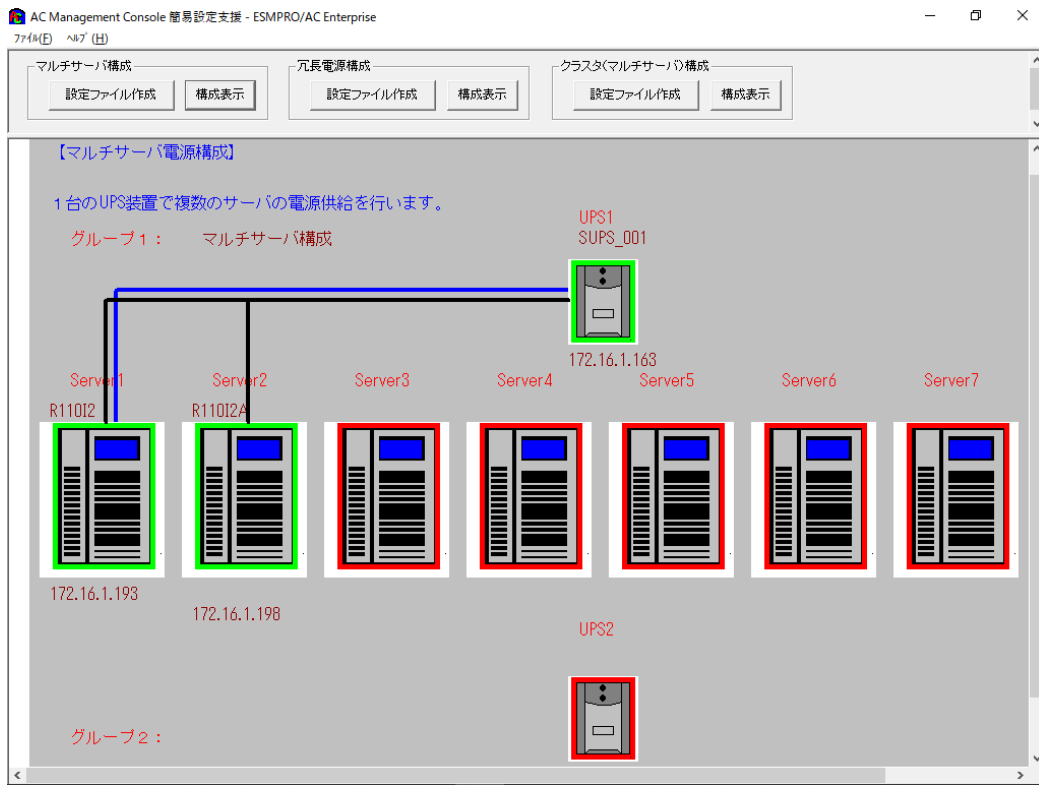 AC Management Console 簡易設定支援 - ESMPRO/AC Enterprise
ファイル(F) ヘルプ(H)
マルチサーバ構成 冗長電源構成 クラスタ(マルチサーバ)構成
設定ファイル作成 構成表示 設定ファイル作成 構成表示 設定ファイル作成 構成表示
【マルチサーバ電源構成】
1台のUPS装置で複数のサーバの電源供給を行います。
UPS1
グループ1： マルチサーバ構成 SUPS_001
172.16.1.163
Server1 Server2 Server3 Server4 Server5 Server6 Server7
R110I2 R110I2A
172.16.1.193
172.16.1.198
UPS2
グループ2：